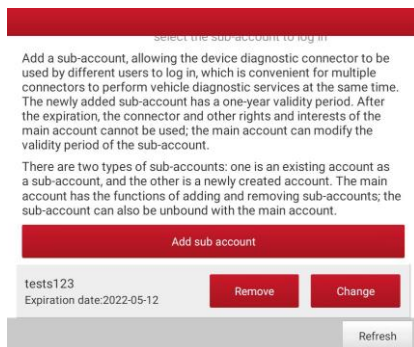 select the sub-account to log in
Add a sub-account, allowing the device diagnostic connector to be
used by different users to log in, which is convenient for multiple
connectors to perform vehicle diagnostic services at the same time.
The newly added sub-account has a one-year validity period. After
the expiration, the connector and other rights and interests of the
main account cannot be used; the main account can modify the
validity period of the sub-account.
There are two types of sub-accounts: one is an existing account as
a sub-account, and the other is a newly created account. The main
account has the functions of adding and removing sub-accounts; the
sub-account can also be unbound with the main account.
Add sub account
tests123
Expiration date:2022-05-12
Remove
Change
Refresh